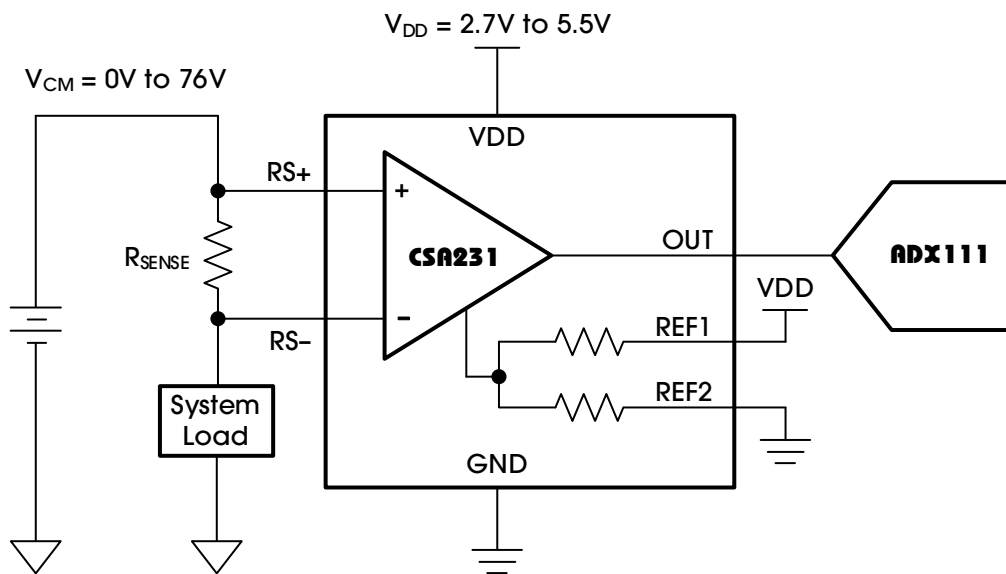 V_DD = 2.7V to 5.5V
V_CM = 0V to 76V
VDD
RS+
+
R_SENSE
CSA231
OUT
ADX111
VDD
RS−
−
REF1
REF2
System
Load
GND